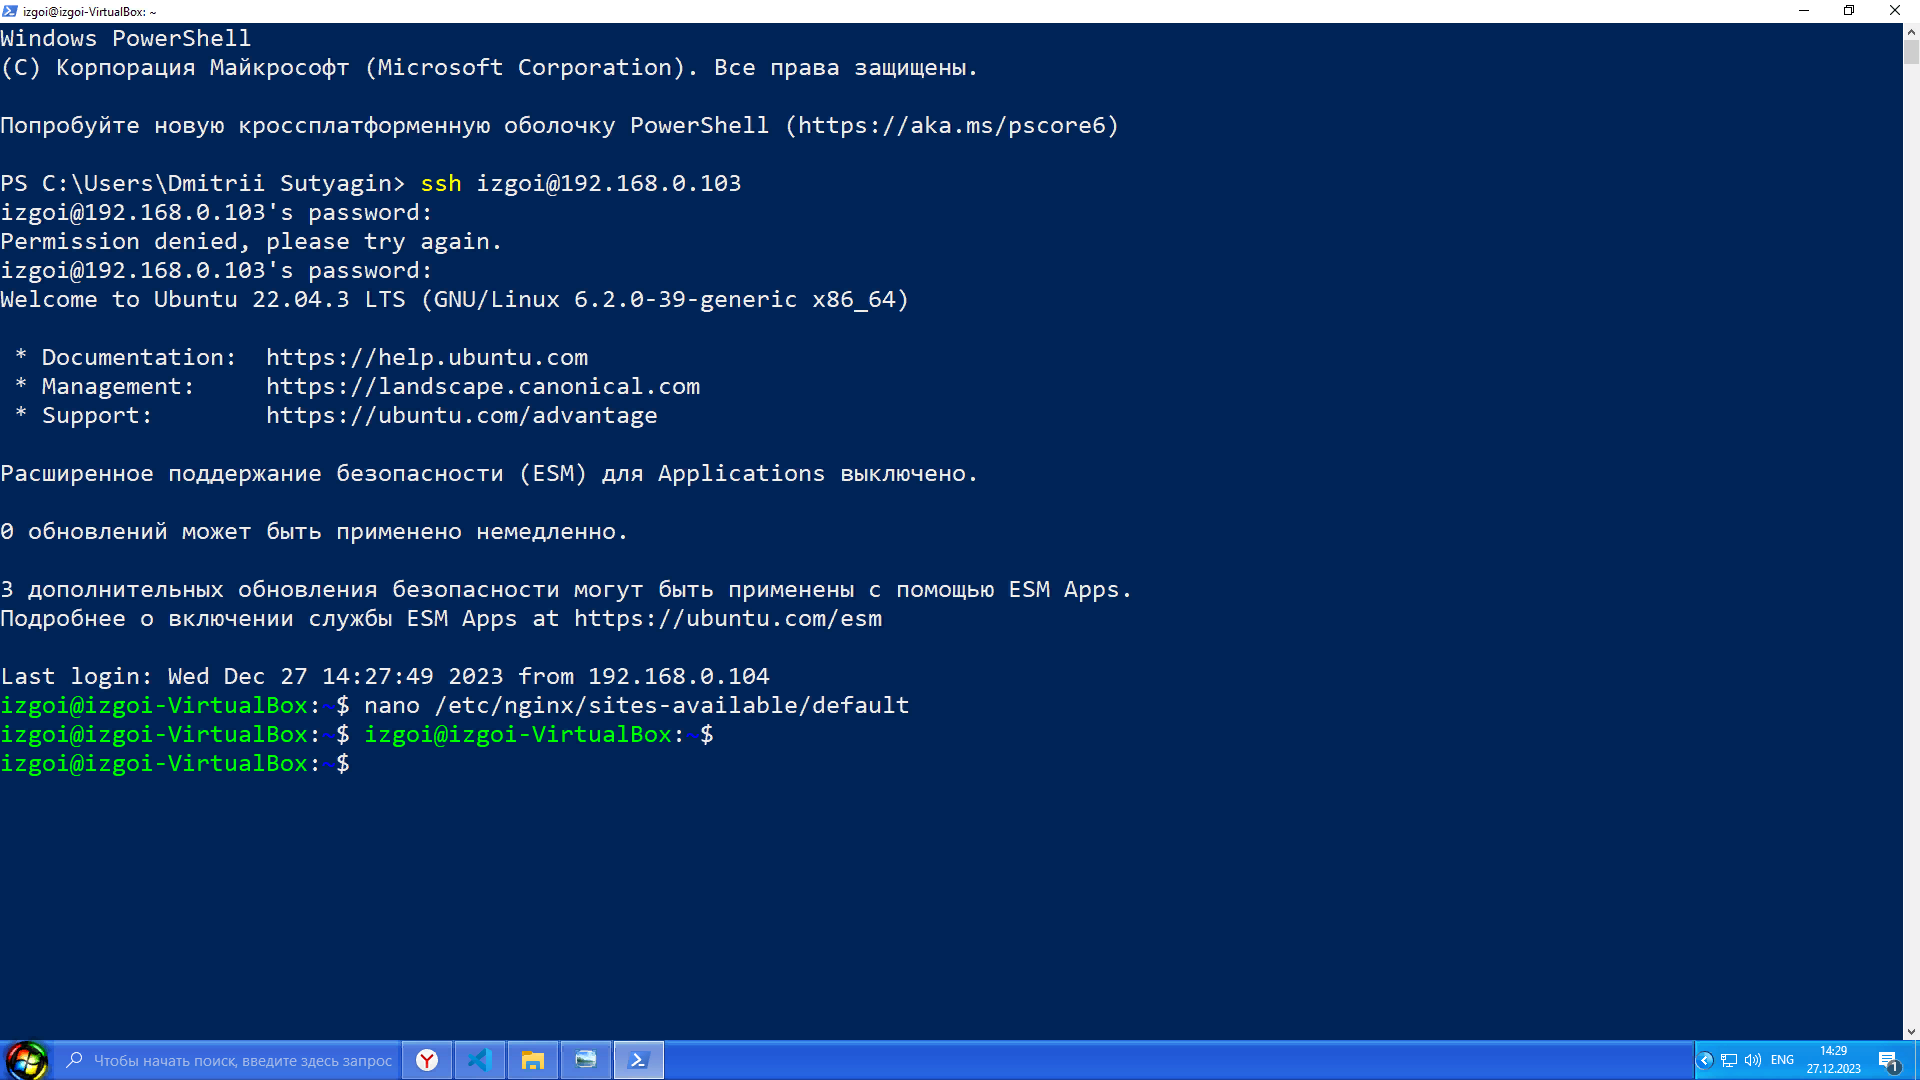 izgoi@izgoi-VirtualBox: ~
Windows PowerShell
(C) Корпорация Майкрософт (Microsoft Corporation). Все права защищены.
Попробуйте новую кроссплатформенную оболочку PowerShell (https://aka.ms/pscore6)
PS C:\Users\Dmitrii Sutyagin> ssh izgoi@192.168.0.103
izgoi@192.168.0.103's password:
Permission denied, please try again.
izgoi@192.168.0.103's password:
Welcome to Ubuntu 22.04.3 LTS (GNU/Linux 6.2.0-39-generic x86_64)
* Documentation:  https://help.ubuntu.com
* Management:     https://landscape.canonical.com
* Support:        https://ubuntu.com/advantage
Расширенное поддержание безопасности (ESM) для Applications выключено.
0 обновлений может быть применено немедленно.
3 дополнительных обновления безопасности могут быть применены с помощью ESM Apps.
Подробнее о включении службы ESM Apps at https://ubuntu.com/esm
Last login: Wed Dec 27 14:27:49 2023 from 192.168.0.104
izgoi@izgoi-VirtualBox:~$ nano /etc/nginx/sites-available/default
izgoi@izgoi-VirtualBox:~$ izgoi@izgoi-VirtualBox:~$
izgoi@izgoi-VirtualBox:~$
Чтобы начать поиск, введите здесь запрос
ENG
14:29
27.12.2023
1